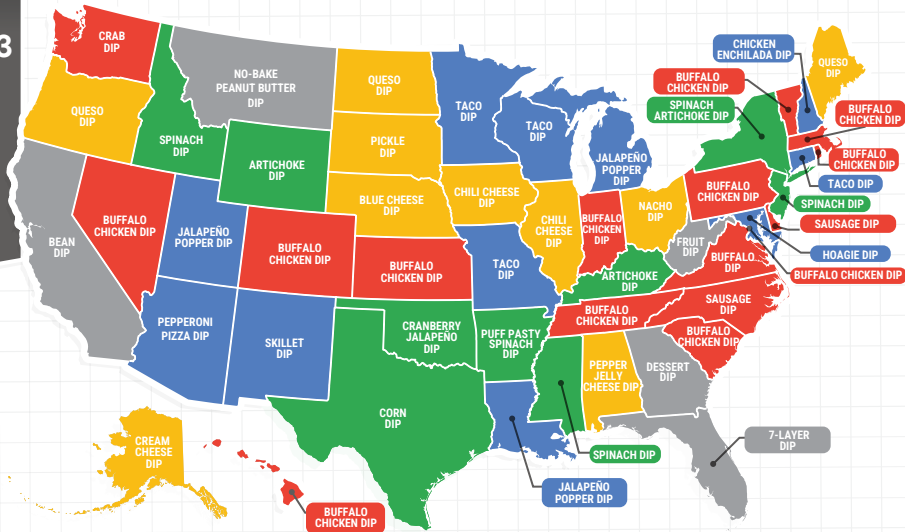 3
CRAB
DIP
QUESO
DIP
NO-BAKE
PEANUT BUTTER
DIP
SPINACH
DIP
ARTICHOKE
DIP
BEAN
DIP
BUFFALO
CHICKEN DIP
JALAPEÑO
POPPER DIP
BUFFALO
CHICKEN DIP
PEPPERONI
PIZZA DIP
SKILLET
DIP
QUESO
DIP
PICKLE
DIP
BLUE CHEESE
DIP
BUFFALO
CHICKEN DIP
CRANBERRY
JALAPEÑO
DIP
CORN
DIP
TACO
DIP
CHILI CHEESE
DIP
TACO
DIP
PUFF PASTY
SPINACH
DIP
JALAPEÑO
POPPER DIP
TACO
DIP
CHILI
CHEESE
DIP
JALAPEÑO
POPPER
DIP
BUFFALO
CHICKEN
DIP
NACHO
DIP
ARTICHOKE
DIP
BUFFALO
CHICKEN DIP
SPINACH DIP
PEPPER
JELLY
CHEESE DIP
DESSERT
DIP
7-LAYER
DIP
BUFFALO
CHICKEN DIP
SAUSAGE
DIP
BUFFALO
DIP
FRUIT
DIP
BUFFALO
CHICKEN DIP
SPINACH
ARTICHOKE DIP
BUFFALO
CHICKEN DIP
CHICKEN
ENCHILADA DIP
QUESO
DIP
BUFFALO
CHICKEN DIP
BUFFALO
CHICKEN DIP
TACO DIP
SPINACH DIP
SAUSAGE DIP
HOAGIE DIP
BUFFALO CHICKEN DIP
CREAM
CHEESE
DIP
BUFFALO
CHICKEN DIP